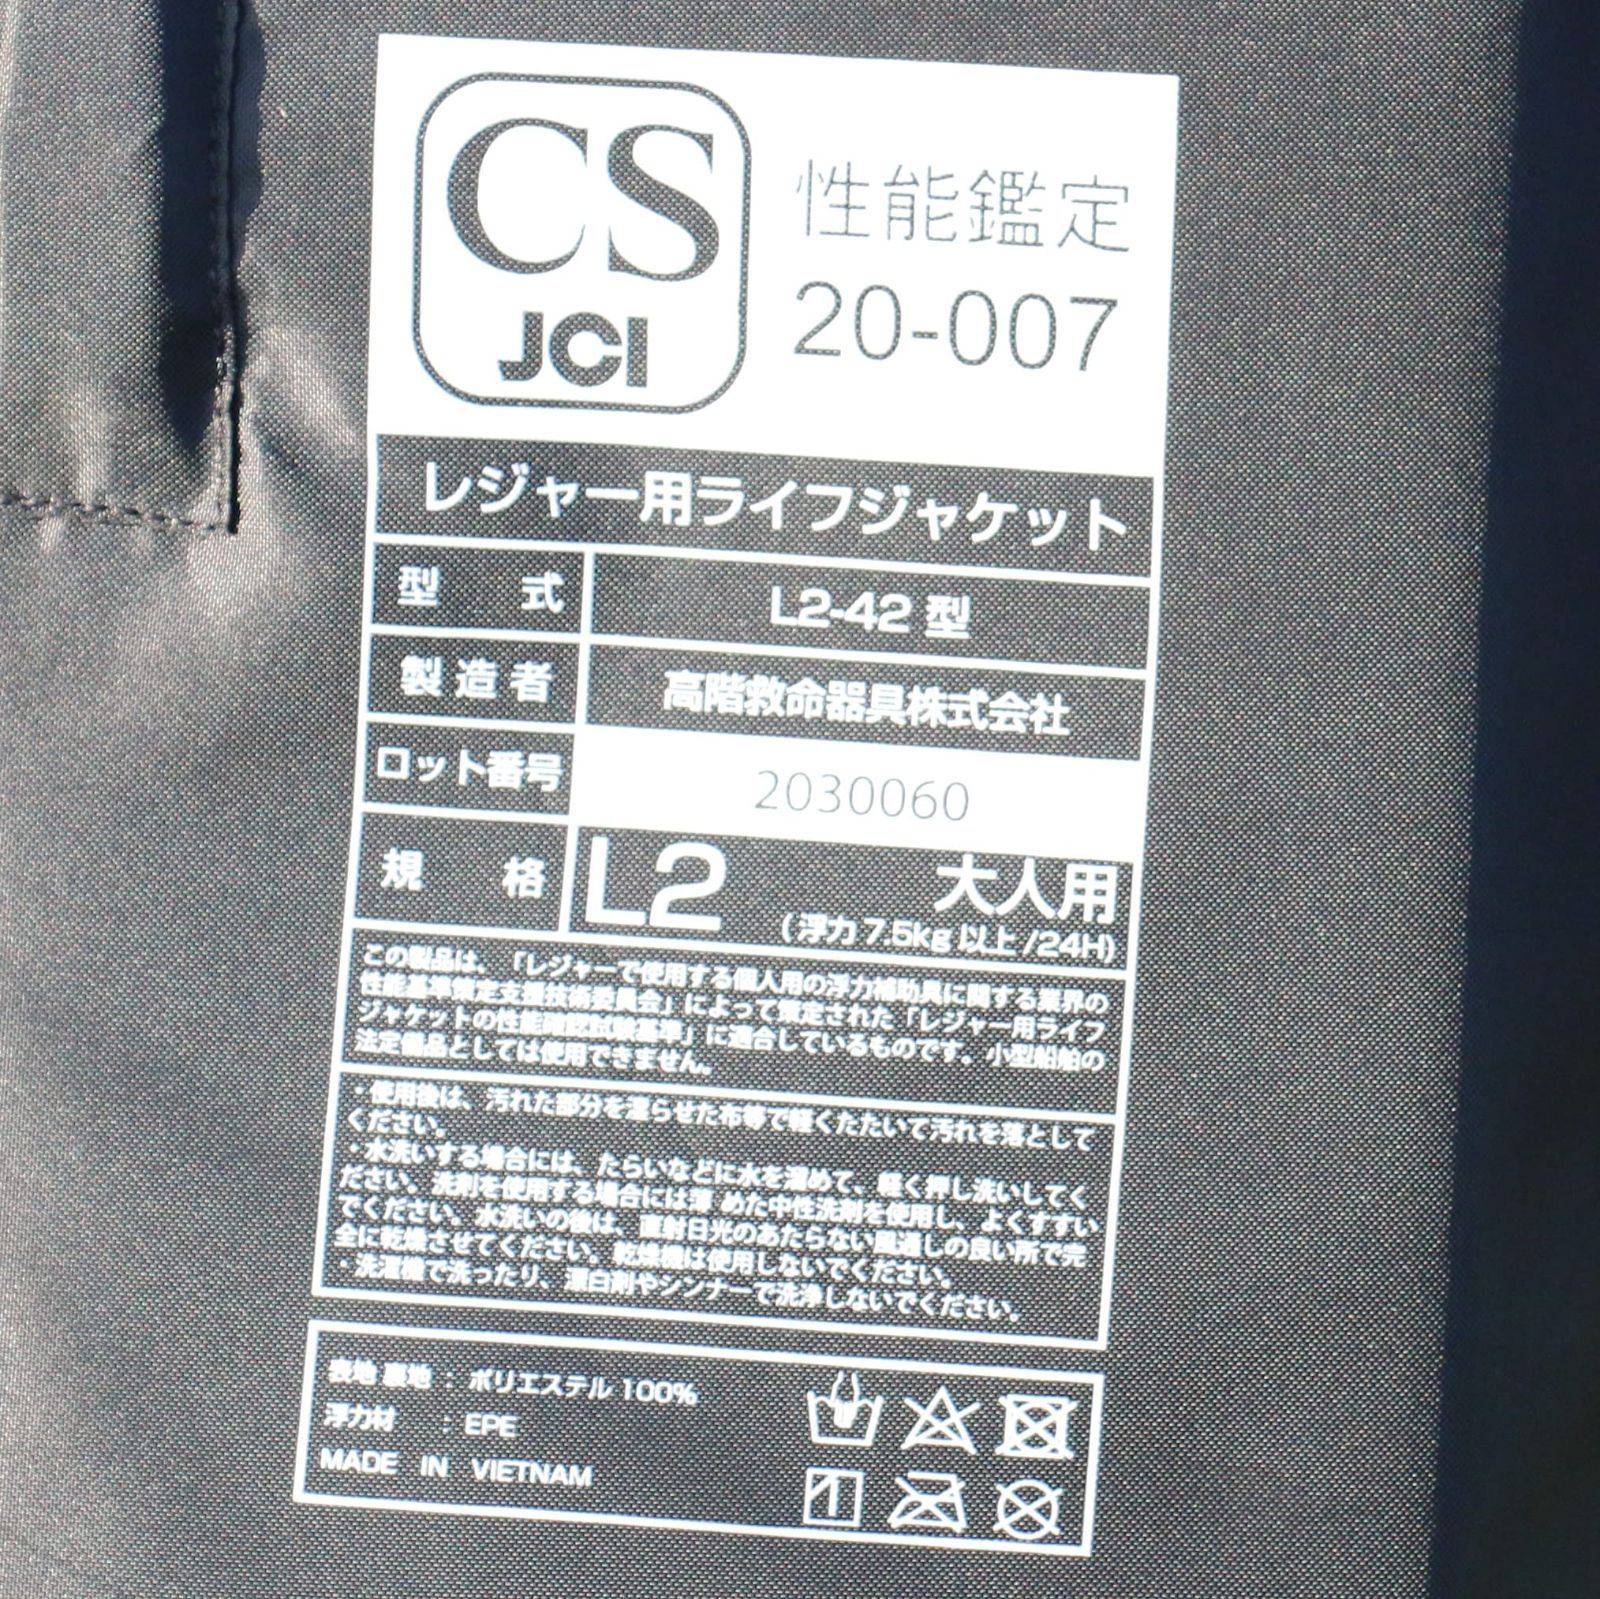 CS
JCI
性能鑑定
20-007
レジャー用ライフジャケット
型 式 L2-42 型
製造者 高階救命器具株式会社
ロット番号 2030060
規 格 L2 大人用
(浮力 7.5kg 以上/24H)
この製品は、「レジャーで使用する個人用の浮力補助具に関する業界の
性能基準策定支援技術委員会」によって策定された「レジャー用ライフ
ジャケットの性能確認試験基準」に適合しているものです。小型船舶の
法定備品としては使用できません。
・使用後は、汚れた部分を濡らせた布等で軽くたたいて汚れを落として
ください。
・水洗いする場合には、たらいなどに水を溜めて、軽く押し洗いしてく
ださい、洗剤を使用する場合には薄 めた中性洗剤を使用し、よくすすい
でください。水洗いの後は、直射日光のあたらない風通しの良い所で完
全に乾燥させてください。乾燥機は使用しないでください。
・洗濯機で洗ったり、漂白剤やシンナーで洗浄しないでください。
表地 裏地 : ポリエステル 100%
浮力材 : EPE
MADE IN VIETNAM